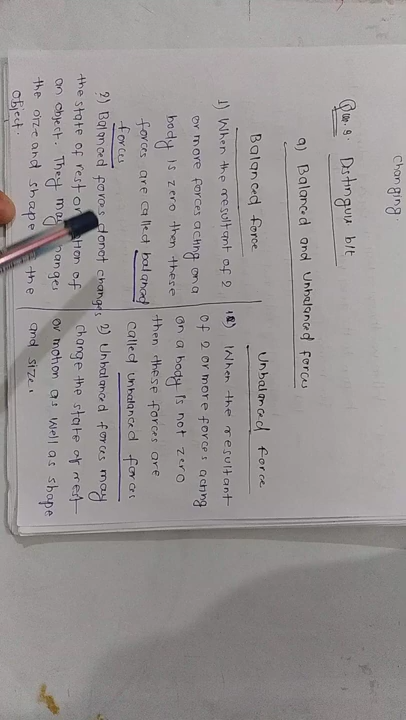 changing.
Que. 9. Distinguis b/t
a) Balanced and unbalanced forces
Balanced force
1) When the resultant of 2
or more forces acting on a
body is zero then these
forces are called balanced
forces
2) Balanced forces donot changes
the state of rest or
on object. They may
the size and shape
object.
Unbalanced force
1) When the resultant
of 2 or more forces acting
on a body is not zero
then these forces are
called unbalanced forces
2) Unbalanced forces may
change the state of rest
or motion as well as shape
and size.